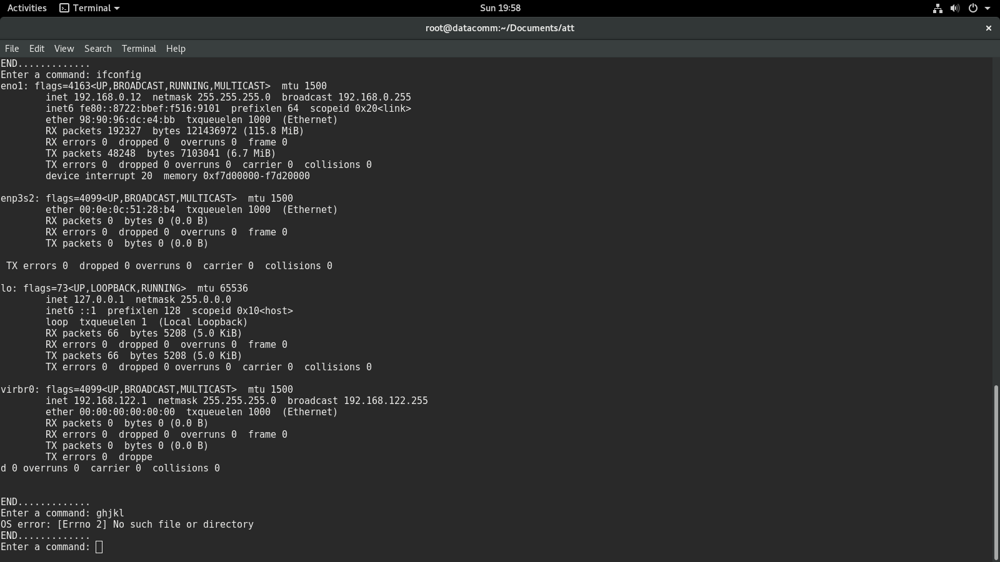 Activities Terminal Sun 19:58
root@datacomm:~/Documents/att
File Edit View Search Terminal Help
END.............
Enter a command: ifconfig
eno1: flags=4163<UP,BROADCAST,RUNNING,MULTICAST>  mtu 1500
        inet 192.168.0.12  netmask 255.255.255.0  broadcast 192.168.0.255
        inet6 fe80::8722:bbef:f516:9101  prefixlen 64  scopeid 0x20<link>
        ether 98:90:96:dc:e4:bb  txqueuelen 1000  (Ethernet)
        RX packets 192327  bytes 121436972 (115.8 MiB)
        RX errors 0  dropped 0  overruns 0  frame 0
        TX packets 48248  bytes 7103041 (6.7 MiB)
        TX errors 0  dropped 0 overruns 0  carrier 0  collisions 0
        device interrupt 20  memory 0xf7d00000-f7d20000

enp3s2: flags=4099<UP,BROADCAST,MULTICAST>  mtu 1500
        ether 00:0e:0c:51:28:b4  txqueuelen 1000  (Ethernet)
        RX packets 0  bytes 0 (0.0 B)
        RX errors 0  dropped 0  overruns 0  frame 0
        TX packets 0  bytes 0 (0.0 B)

 TX errors 0  dropped 0 overruns 0  carrier 0  collisions 0

lo: flags=73<UP,LOOPBACK,RUNNING>  mtu 65536
        inet 127.0.0.1  netmask 255.0.0.0
        inet6 ::1  prefixlen 128  scopeid 0x10<host>
        loop  txqueuelen 1  (Local Loopback)
        RX packets 66  bytes 5208 (5.0 KiB)
        RX errors 0  dropped 0  overruns 0  frame 0
        TX packets 66  bytes 5208 (5.0 KiB)
        TX errors 0  dropped 0 overruns 0  carrier 0  collisions 0

virbr0: flags=4099<UP,BROADCAST,MULTICAST>  mtu 1500
        inet 192.168.122.1  netmask 255.255.255.0  broadcast 192.168.122.255
        ether 00:00:00:00:00:00  txqueuelen 1000  (Ethernet)
        RX packets 0  bytes 0 (0.0 B)
        RX errors 0  dropped 0  overruns 0  frame 0
        TX packets 0  bytes 0 (0.0 B)
        TX errors 0  droppe
d 0 overruns 0  carrier 0  collisions 0

END.............
Enter a command: ghjkl
OS error: [Errno 2] No such file or directory
END.............
Enter a command: